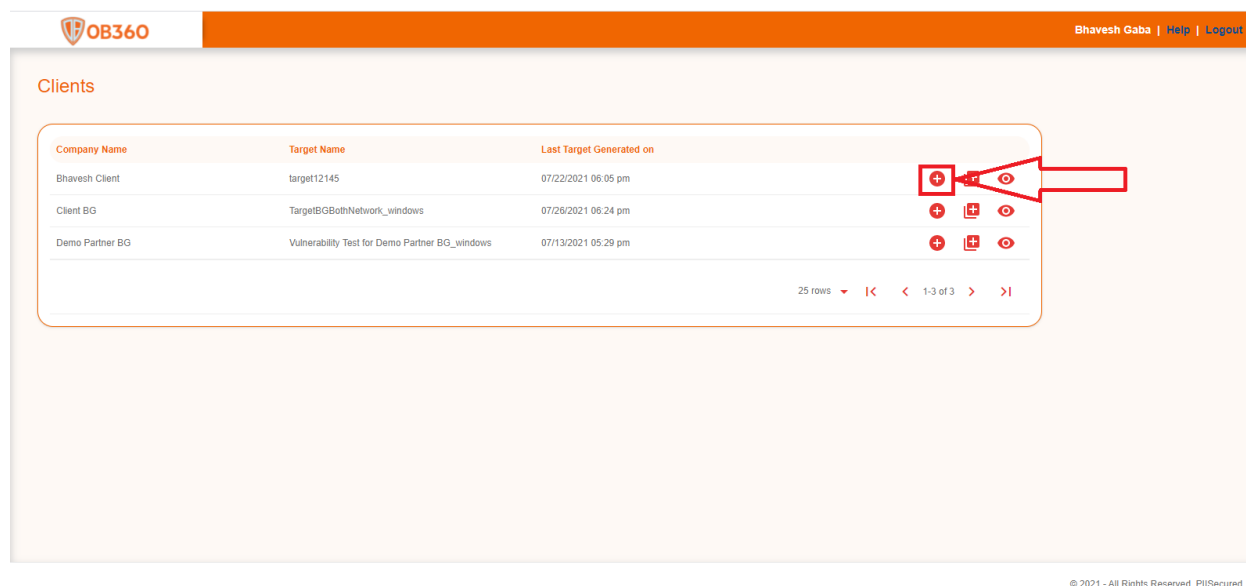 OB360
Bhavesh Gaba | Help | Logout
Clients
Company Name Target Name Last Target Generated on
Bhavesh Client target12145 07/22/2021 06:05 pm
Client BG TargetBGBothNetwork_windows 07/26/2021 06:24 pm
Demo Partner BG Vulnerability Test for Demo Partner BG_windows 07/13/2021 05:29 pm
25 rows 1-3 of 3
© 2021 - All Rights Reserved. PIISecured